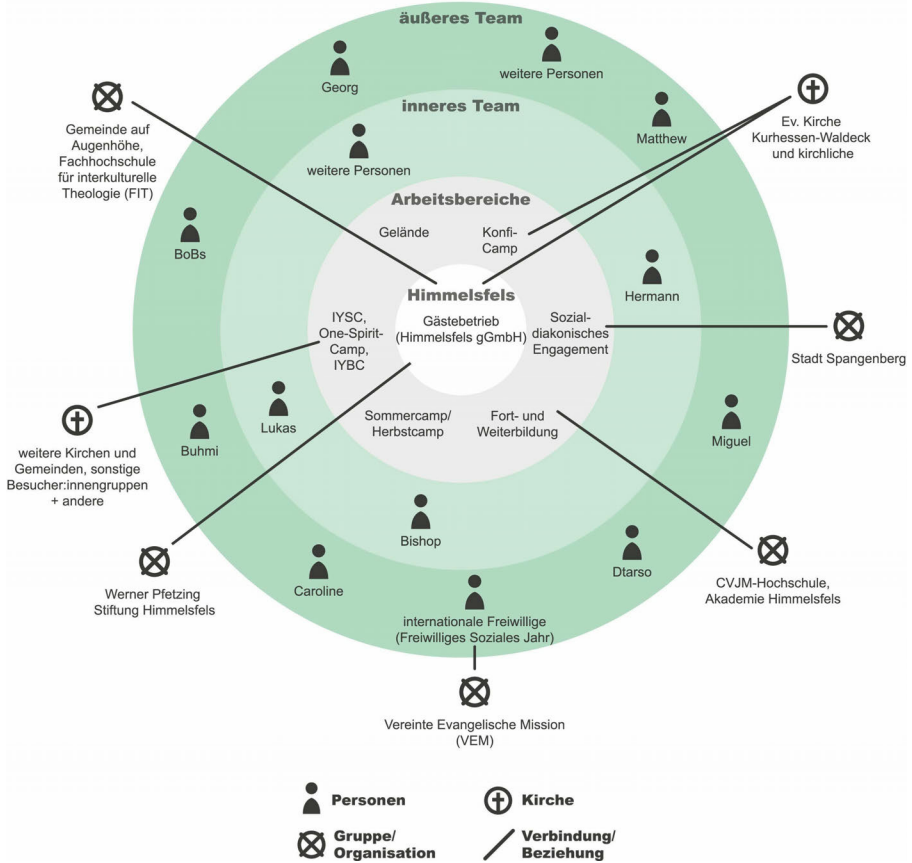 äußeres Team
Georg
weitere Personen
inneres Team
Matthew
weitere Personen
Gemeinde auf
Augenhöhe,
Fachhochschule
für interkulturelle
Theologie (FIT)
Ev. Kirche
Kurhessen-Waldeck
und kirchliche
Arbeitsbereiche
Gelände
Konfi-
Camp
BoBs
Hermann
Himmelsfels
Gästebetrieb
(Himmelsfels gGmbH)
IYSC,
One-Spirit-
Camp,
IYBC
Sozial-
diakonisches
Engagement
Stadt Spangenberg
Lukas
Sommercamp/
Herbstcamp
Fort- und
Weiterbildung
Buhmi
Miguel
weitere Kirchen und
Gemeinden, sonstige
Besucher:innengruppen
+ andere
Bishop
Dtarso
Caroline
Werner Pfetzing
Stiftung Himmelsfels
CVJM-Hochschule,
Akademie Himmelsfels
internationale Freiwillige
(Freiwilliges Soziales Jahr)
Vereinte Evangelische Mission
(VEM)
Personen
Kirche
Gruppe/
Organisation
Verbindung/
Beziehung